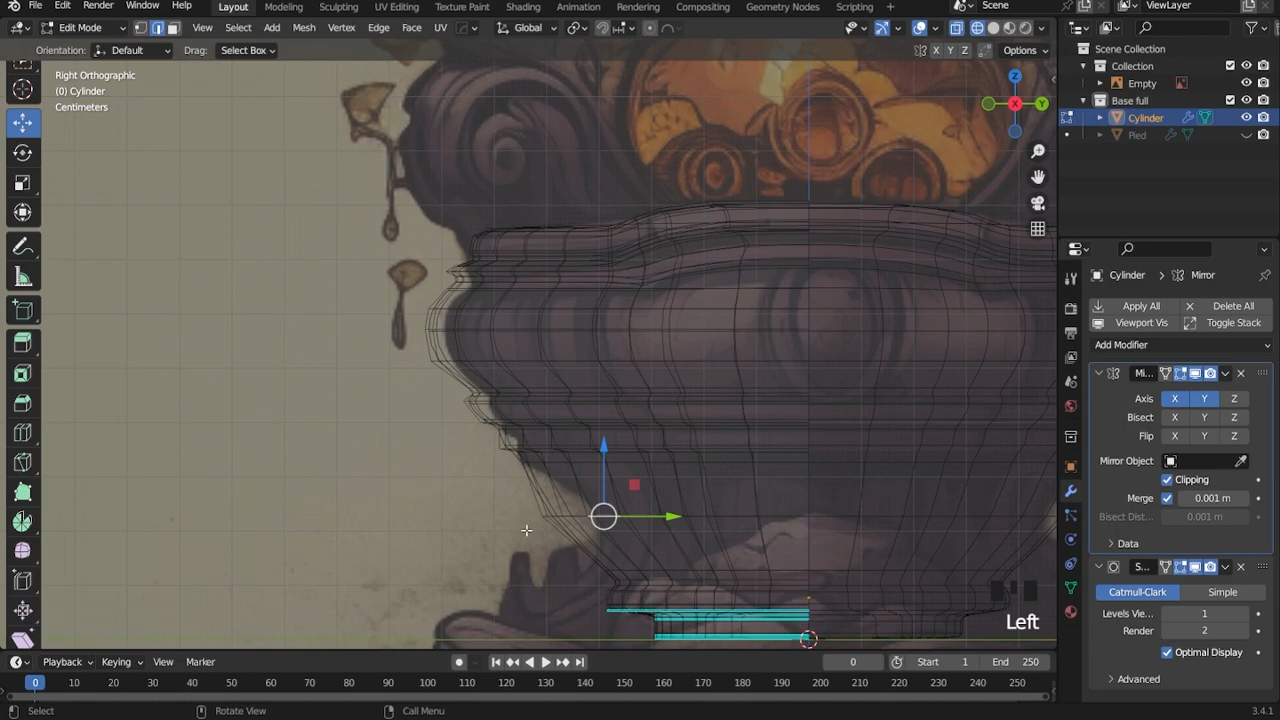 File Edit Render Window Help Layout Modeling Sculpting UV Editing Texture Paint Shading Animation Rendering Compositing Geometry Nodes Scripting + Scene ViewLayer
Edit Mode View Select Add Mesh Vertex Edge Face UV Global
Orientation: Default Drag: Select Box X Y Z Options
Right Orthographic
(0) Cylinder
Centimeters
Z
X
Y
Left
Scene Collection
Collection
Empty
Base full
Cylinder
Pied
Cylinder > Mirror
Apply All Delete All
Viewport Vis Toggle Stack
Add Modifier
Mi...
Axis X Y Z
Bisect X Y Z
Flip X Y Z
Mirror Object
Clipping
Merge 0.001 m
Bisect Dist... 0.001 m
Data
S...
Catmull-Clark Simple
Levels Vie... 1
Render 2
Optimal Display
Advanced
Playback Keying View Marker 0 Start 1 End 250
0 10 20 30 40 50 60 70 80 90 100 110 120 130 140 150 160 170 180 190 200 210 220 230 240 250
Select Rotate View Call Menu 3.4.1